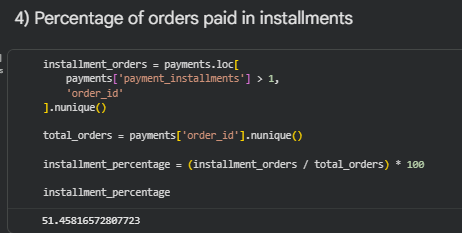 4) Percentage of orders paid in installments
installment_orders = payments.loc[
payments['payment_installments'] > 1,
'order_id'
].nunique()
total_orders = payments['order_id'].nunique()
installment_percentage = (installment_orders / total_orders) * 100
installment_percentage
51.45816572807723